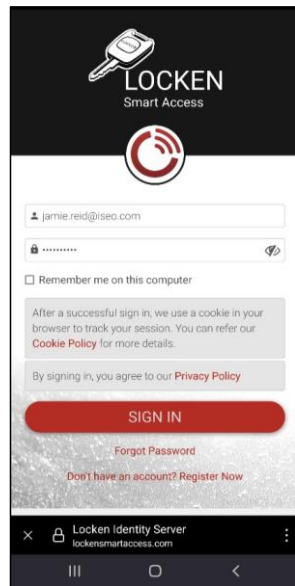 LOCKEN
Smart Access
jamie.reid@iseo.com
Remember me on this computer
After a successful sign in, we use a cookie in your
browser to track your session. You can refer our
Cookie Policy for more details.
By signing in, you agree to our Privacy Policy
SIGN IN
Forgot Password
Don't have an account? Register Now
Locken Identity Server
lockensmartaccess.com